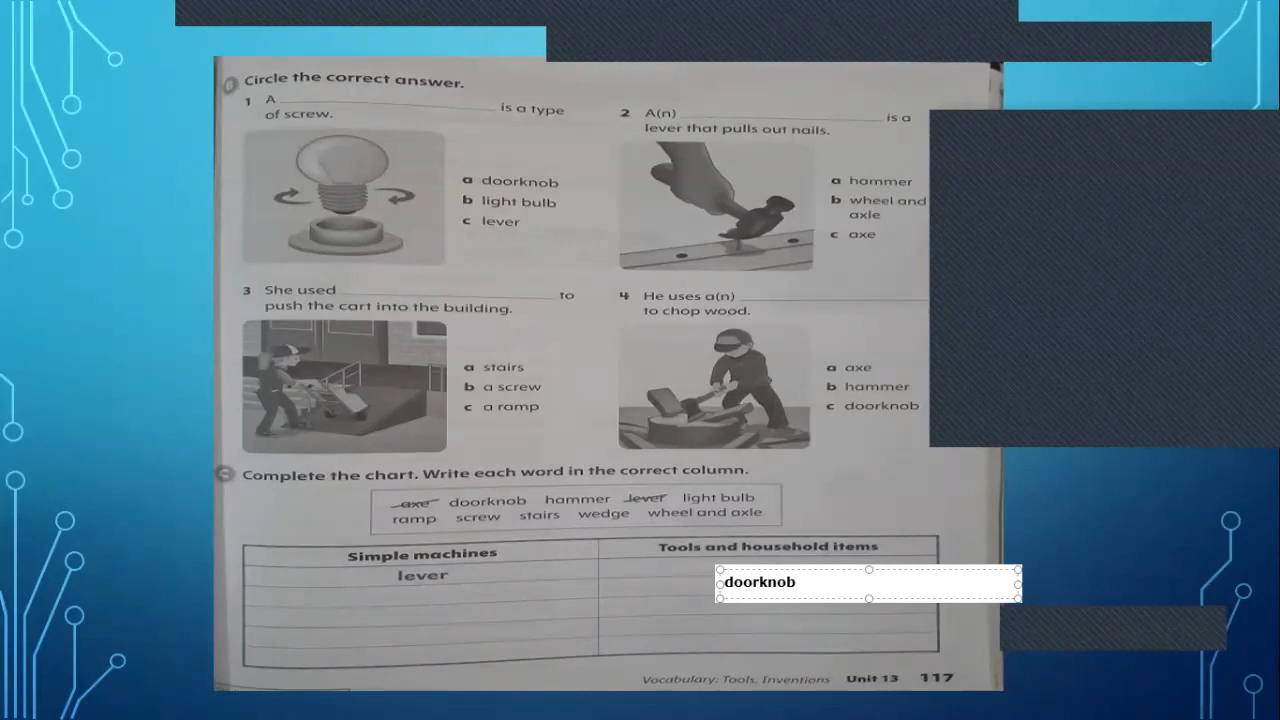 Circle the correct answer.
1 A ____ is a type
of screw.
a doorknob
b light bulb
c lever
2 A(n) ____ is a
lever that pulls out nails.
a hammer
b wheel and
axle
c axe
3 She used ____ to
push the cart into the building.
a stairs
b a screw
c a ramp
4 He uses a(n) ____
to chop wood.
a axe
b hammer
c doorknob
C Complete the chart. Write each word in the correct column.
axe doorknob hammer lever light bulb
ramp screw stairs wedge wheel and axle
Simple machines
Tools and household items
lever
doorknob
Vocabulary: Tools, Inventions Unit 13 117